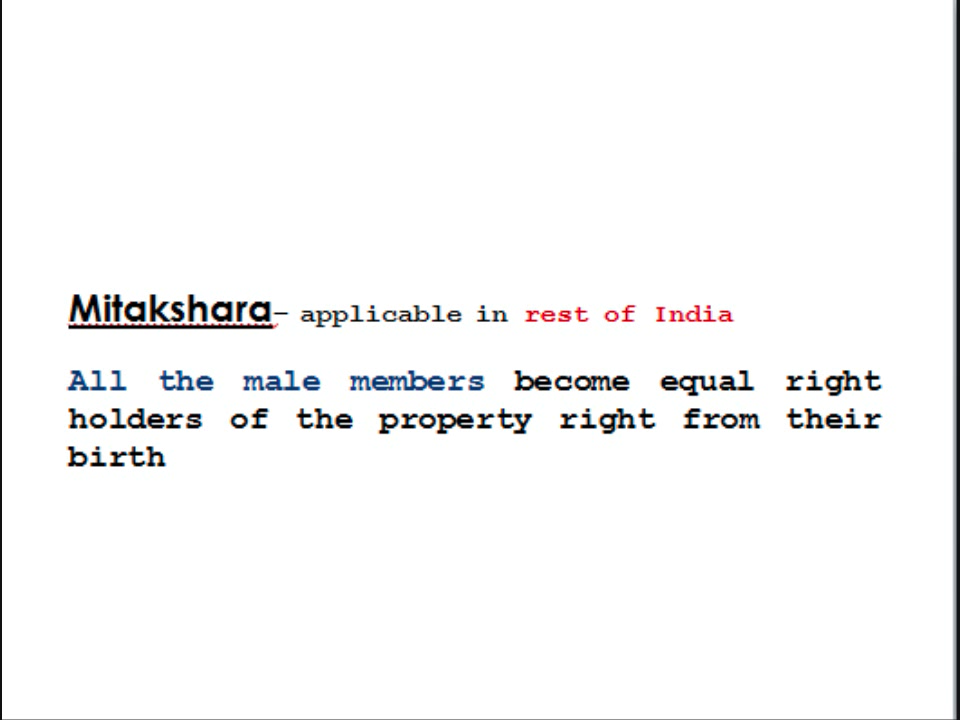 Mitakshara– applicable in rest of India
All the male members become equal right
holders of the property right from their
birth